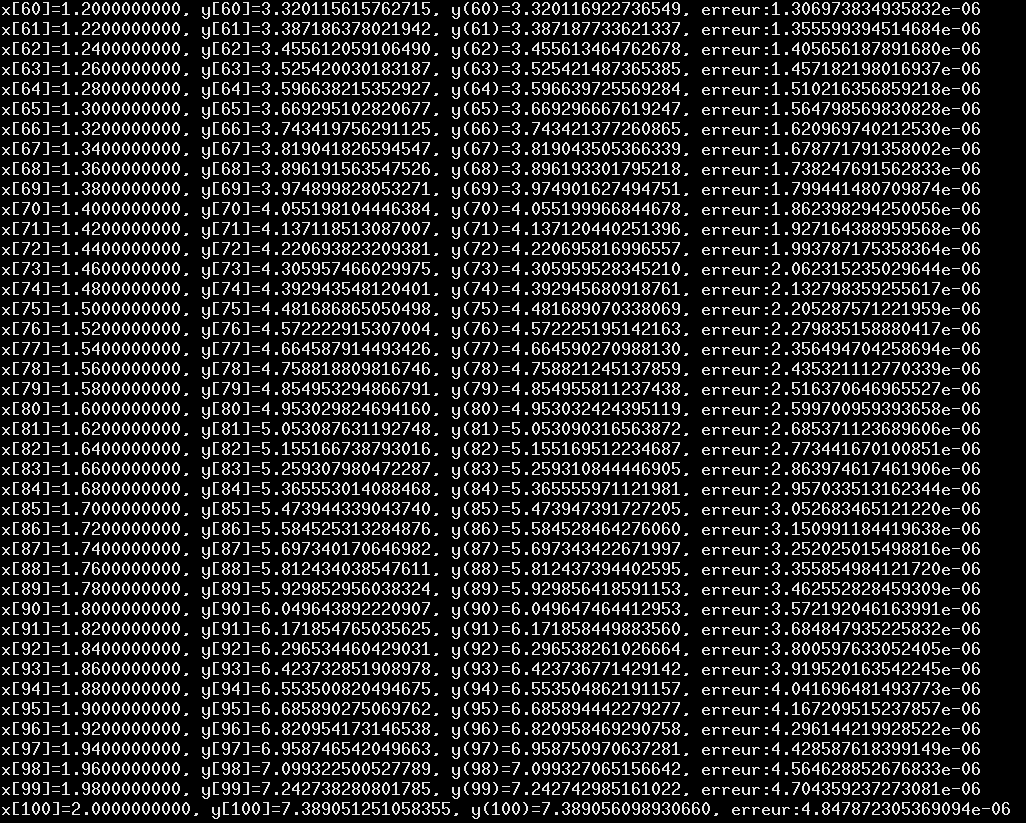 x[60]=1.2000000000, y[60]=3.320115615762715, y(60)=3.320116922736549, erreur:1.306973834935832e-06
x[61]=1.2200000000, y[61]=3.387186378021942, y(61)=3.387187733621337, erreur:1.355599394514684e-06
x[62]=1.2400000000, y[62]=3.455612059106490, y(62)=3.455613464762678, erreur:1.405656187891680e-06
x[63]=1.2600000000, y[63]=3.525420030183187, y(63)=3.525421487365385, erreur:1.457182198016937e-06
x[64]=1.2800000000, y[64]=3.596638215352927, y(64)=3.596639725569284, erreur:1.510216356859218e-06
x[65]=1.3000000000, y[65]=3.669295102820677, y(65)=3.669296667619247, erreur:1.564798569830828e-06
x[66]=1.3200000000, y[66]=3.743419756291125, y(66)=3.743421377260865, erreur:1.620969740212530e-06
x[67]=1.3400000000, y[67]=3.819041826594547, y(67)=3.819043505366339, erreur:1.678771791358002e-06
x[68]=1.3600000000, y[68]=3.896191563547526, y(68)=3.896193301795218, erreur:1.738247691562833e-06
x[69]=1.3800000000, y[69]=3.974899828053271, y(69)=3.974901627494751, erreur:1.799441480709874e-06
x[70]=1.4000000000, y[70]=4.055198104446384, y(70)=4.055199966844678, erreur:1.862398294250056e-06
x[71]=1.4200000000, y[71]=4.137118513087007, y(71)=4.137120440251396, erreur:1.927164388959568e-06
x[72]=1.4400000000, y[72]=4.220693823209381, y(72)=4.220695816996557, erreur:1.993787175358364e-06
x[73]=1.4600000000, y[73]=4.305957466029975, y(73)=4.305959528345210, erreur:2.062315235029644e-06
x[74]=1.4800000000, y[74]=4.392943548120401, y(74)=4.392945680918761, erreur:2.132798359255617e-06
x[75]=1.5000000000, y[75]=4.481686865050498, y(75)=4.481689070338069, erreur:2.205287571221959e-06
x[76]=1.5200000000, y[76]=4.572222915307004, y(76)=4.572225195142163, erreur:2.279835158880417e-06
x[77]=1.5400000000, y[77]=4.664587914493426, y(77)=4.664590270988130, erreur:2.356494704258694e-06
x[78]=1.5600000000, y[78]=4.758818809816746, y(78)=4.758821245137859, erreur:2.435321112770339e-06
x[79]=1.5800000000, y[79]=4.854953294866791, y(79)=4.854955811237438, erreur:2.516370646965527e-06
x[80]=1.6000000000, y[80]=4.953029824694160, y(80)=4.953032424395119, erreur:2.599700959393658e-06
x[81]=1.6200000000, y[81]=5.053087631192748, y(81)=5.053090316563872, erreur:2.685371123689606e-06
x[82]=1.6400000000, y[82]=5.155166738793016, y(82)=5.155169512234687, erreur:2.773441670100851e-06
x[83]=1.6600000000, y[83]=5.259307980472287, y(83)=5.259310844446905, erreur:2.863974617461906e-06
x[84]=1.6800000000, y[84]=5.365553014088468, y(84)=5.365555971121981, erreur:2.957033513162344e-06
x[85]=1.7000000000, y[85]=5.473944339043740, y(85)=5.473947391727205, erreur:3.052683465121220e-06
x[86]=1.7200000000, y[86]=5.584525313284876, y(86)=5.584528464276060, erreur:3.150991184419638e-06
x[87]=1.7400000000, y[87]=5.697340170646982, y(87)=5.697343422671997, erreur:3.252025015498816e-06
x[88]=1.7600000000, y[88]=5.812434038547611, y(88)=5.812437394402595, erreur:3.355854984121720e-06
x[89]=1.7800000000, y[89]=5.929852956038324, y(89)=5.929856418591153, erreur:3.462552828459309e-06
x[90]=1.8000000000, y[90]=6.049643892220907, y(90)=6.049647464412953, erreur:3.572192046163991e-06
x[91]=1.8200000000, y[91]=6.171854765035625, y(91)=6.171858449883560, erreur:3.684847935225832e-06
x[92]=1.8400000000, y[92]=6.296534460429031, y(92)=6.296538261026664, erreur:3.800597633052405e-06
x[93]=1.8600000000, y[93]=6.423732851908978, y(93)=6.423736771429142, erreur:3.919520163542245e-06
x[94]=1.8800000000, y[94]=6.553500820494675, y(94)=6.553504862191157, erreur:4.041696481493773e-06
x[95]=1.9000000000, y[95]=6.685890275069762, y(95)=6.685894442279277, erreur:4.167209515237857e-06
x[96]=1.9200000000, y[96]=6.820954173146538, y(96)=6.820958469290758, erreur:4.296144219928522e-06
x[97]=1.9400000000, y[97]=6.958746542049663, y(97)=6.958750970637281, erreur:4.428587618399149e-06
x[98]=1.9600000000, y[98]=7.099322500527789, y(98)=7.099327065156642, erreur:4.564628852676833e-06
x[99]=1.9800000000, y[99]=7.242738280901785, y(99)=7.242742985161022, erreur:4.704359237273081e-06
x[100]=2.0000000000, y[100]=7.389051251058355, y(100)=7.389056098930660, erreur:4.847872305369094e-06